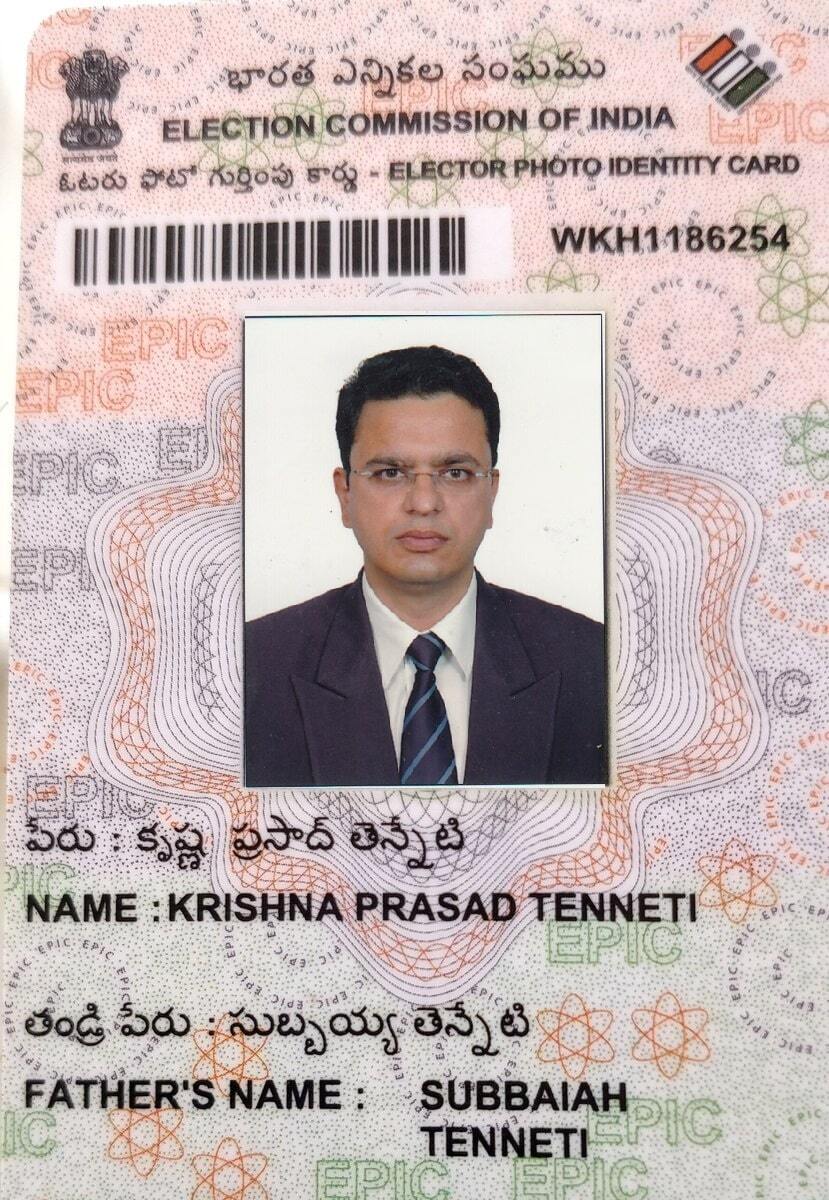 భారత ఎన్నికల సంఘము
ELECTION COMMISSION OF INDIA
ఓటరు ఫోటో గుర్తింపు కార్డు - ELECTOR PHOTO IDENTITY CARD
WKH1186254
పేరు : కృష్ణ ప్రసాద్ తెన్నేటి
NAME : KRISHNA PRASAD TENNETI
తండ్రి పేరు : సుబ్బయ్య తెన్నేటి
FATHER'S NAME : SUBBAIAH
TENNETI